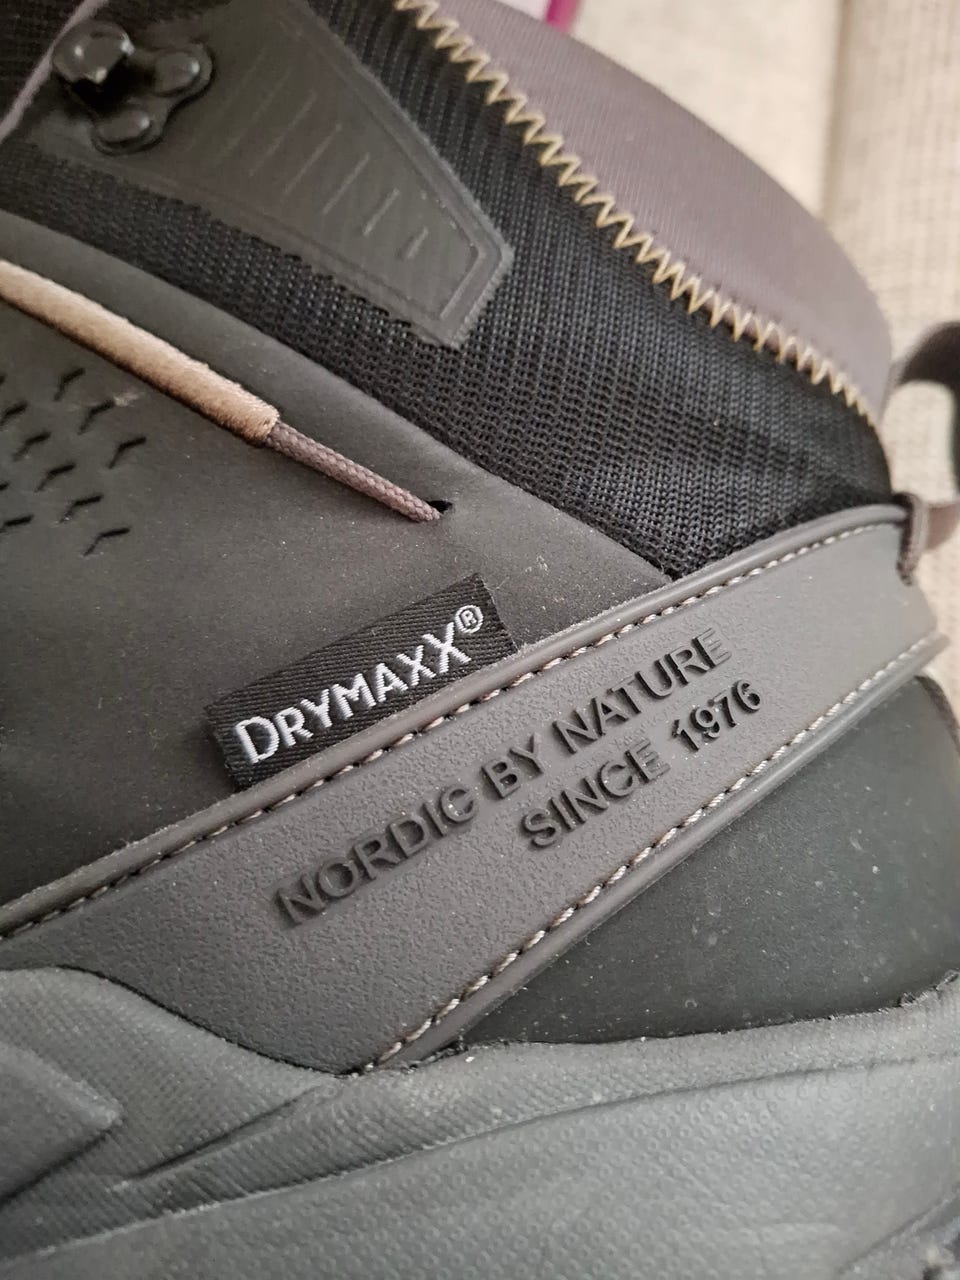 DRYMAXX®
NORDIC BY NATURE
SINCE 1976